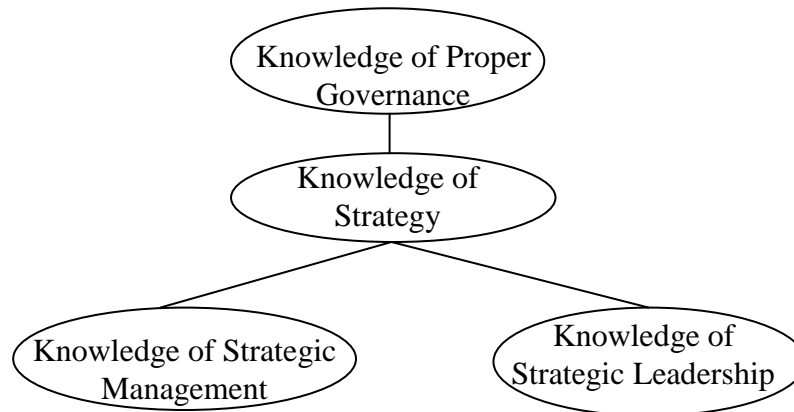 Knowledge of Proper
Governance
Knowledge of
Strategy
Knowledge of Strategic
Management
Knowledge of
Strategic Leadership